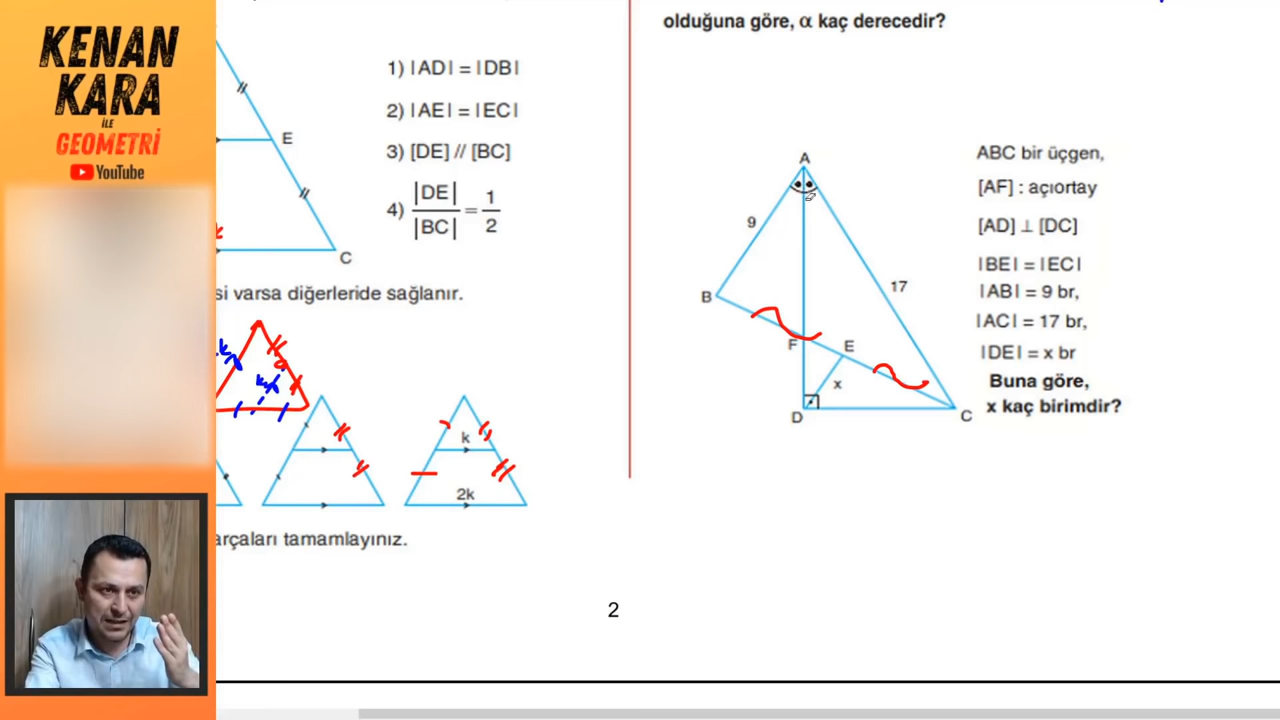 KENAN
KARA
İLE
GEOMETRİ
YouTube
E
C
1) |AD| = |DB|
2) |AE| = |EC|
3) [DE] // [BC]
4) |DE| / |BC| = 1 / 2
si varsa diğerleride sağlanır.
k
k
k
2k
arçaları tamamlayınız.
2
olduğuna göre, α kaç derecedir?
A
9
B
17
F
E
x
D
C
ABC bir üçgen,
[AF] : açıortay
[AD] ⊥ [DC]
|BE| = |EC|
|AB| = 9 br,
|AC| = 17 br,
|DE| = x br
Buna göre,
x kaç birimdir?